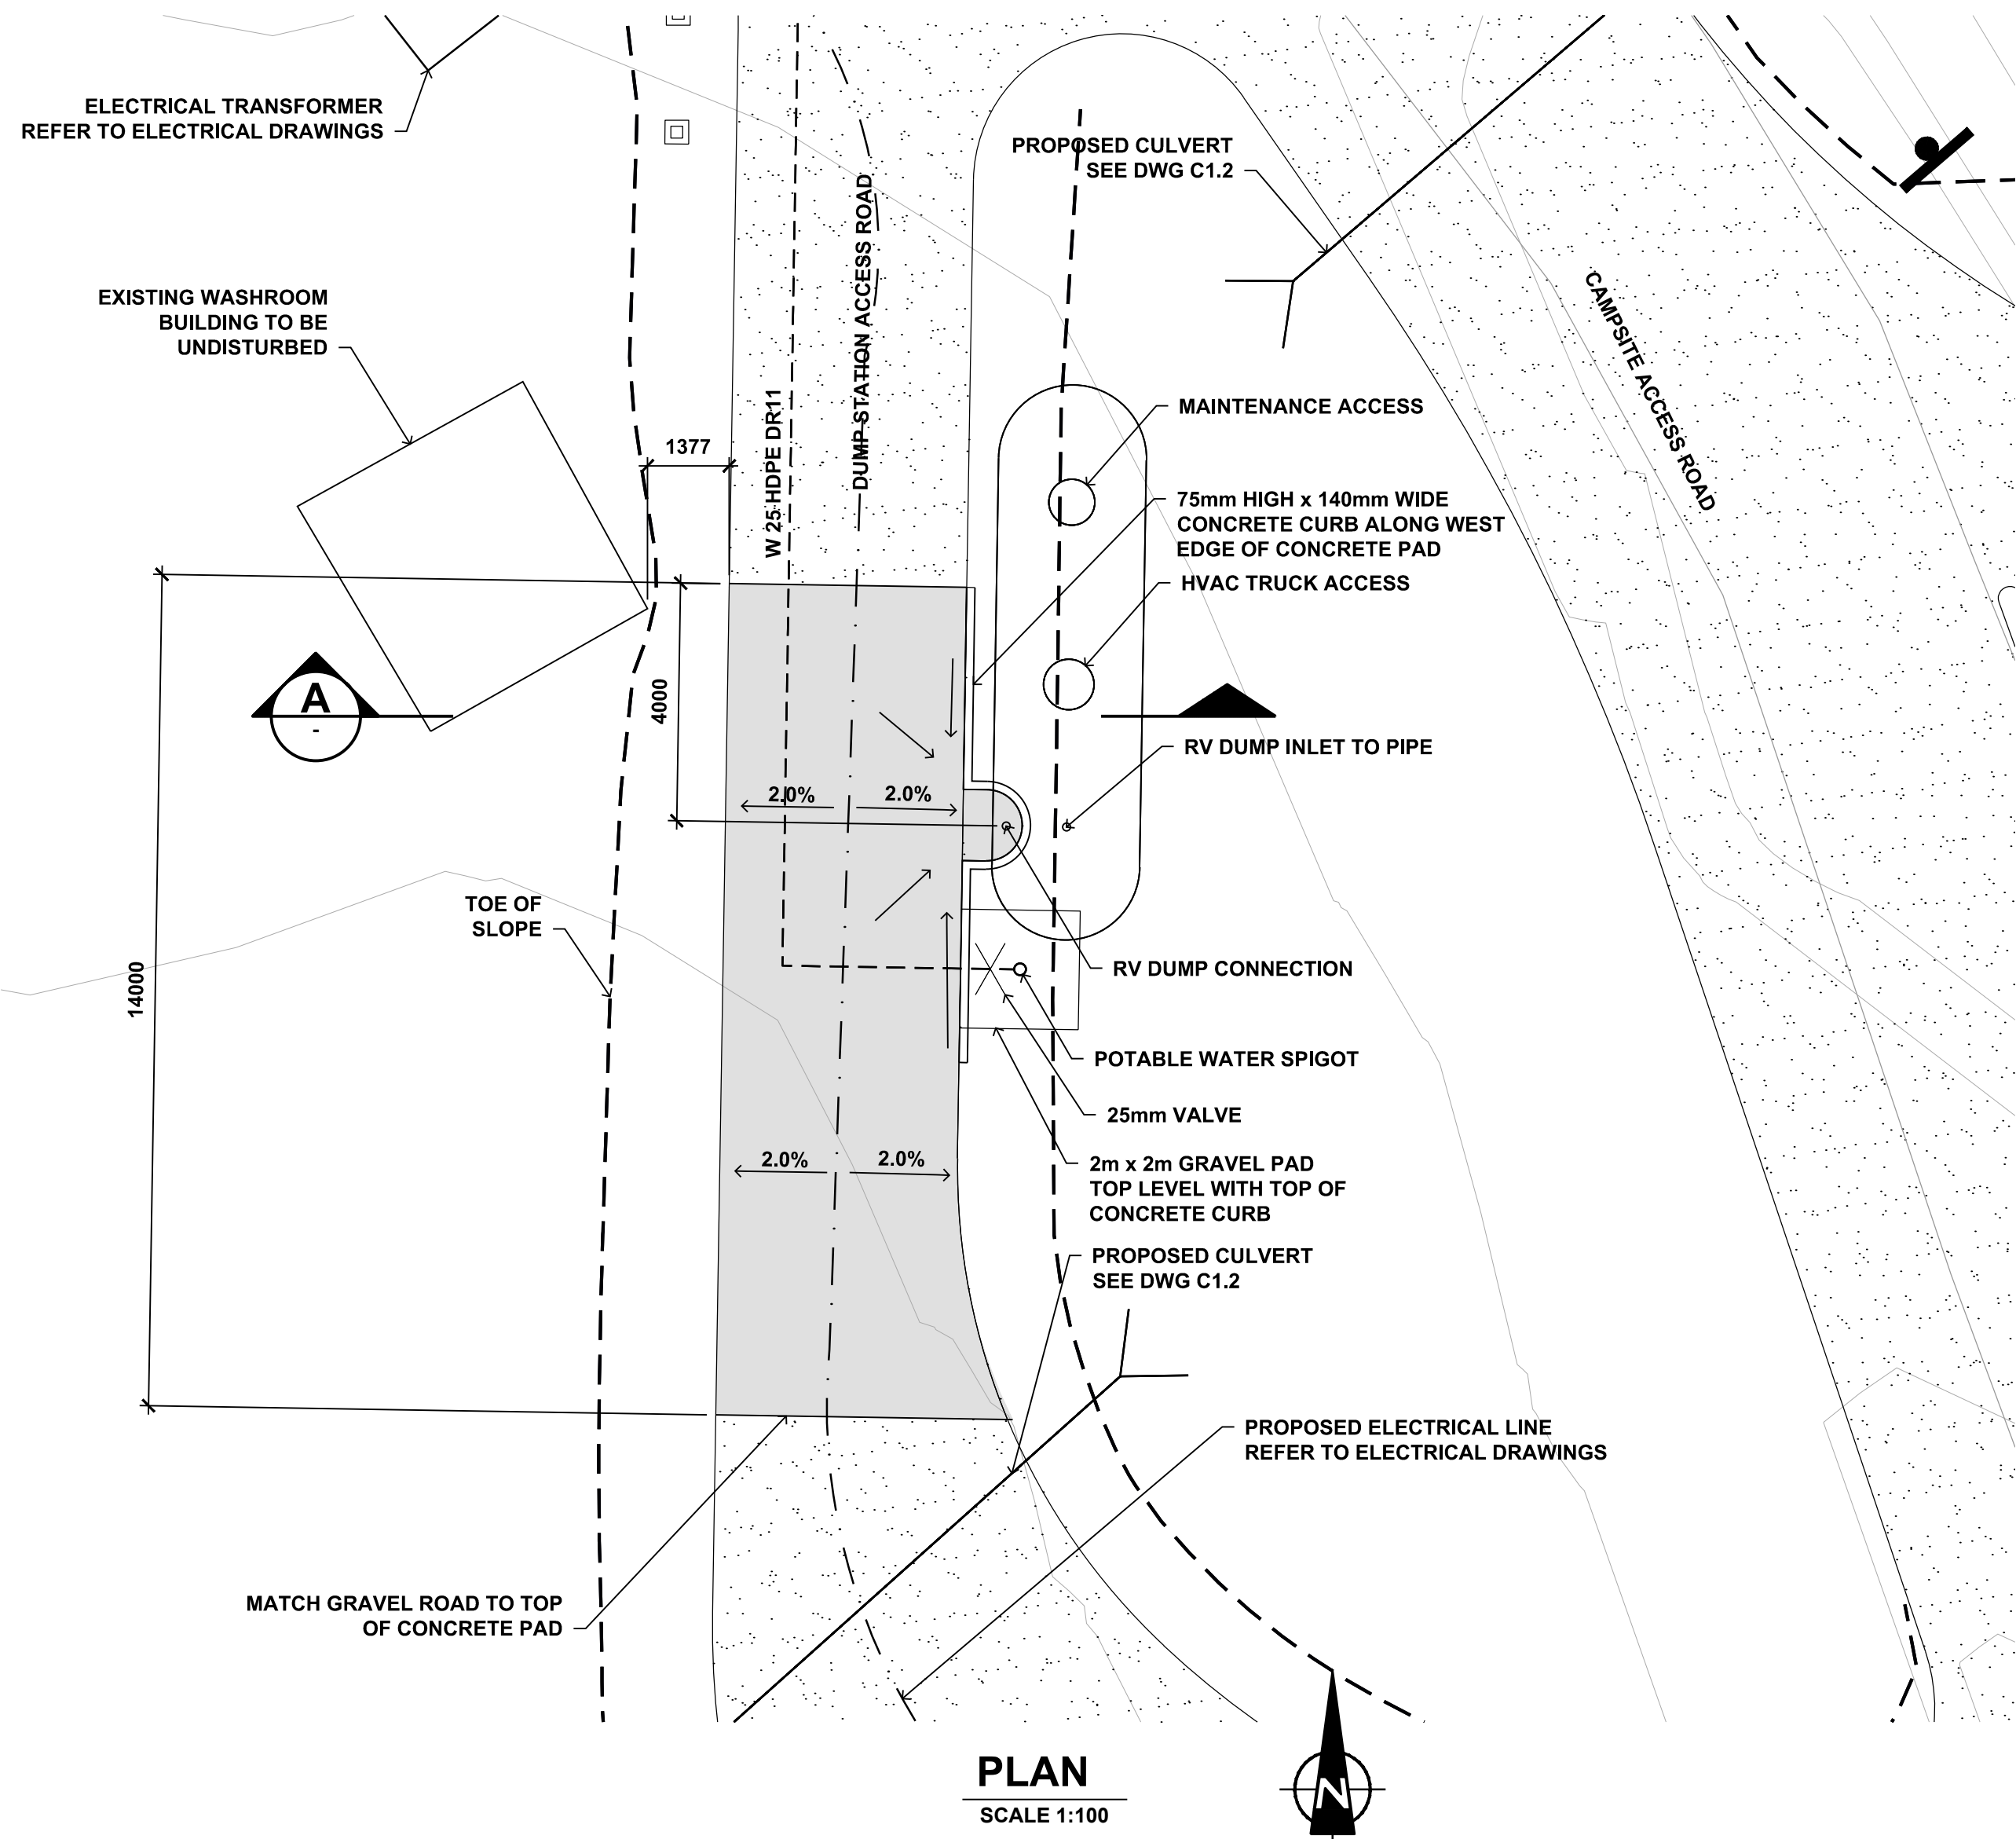 ELECTRICAL TRANSFORMER
REFER TO ELECTRICAL DRAWINGS
PROPOSED CULVERT
SEE DWG C1.2
DUMP STATION ACCESS ROAD
EXISTING WASHROOM
BUILDING TO BE
UNDISTURBED
CAMPSITE ACCESS ROAD
W 25 HDPE DR11
MAINTENANCE ACCESS
1377
75mm HIGH x 140mm WIDE
CONCRETE CURB ALONG WEST
EDGE OF CONCRETE PAD
HVAC TRUCK ACCESS
A
-
4000
RV DUMP INLET TO PIPE
2.0%
2.0%
TOE OF
SLOPE
14000
RV DUMP CONNECTION
POTABLE WATER SPIGOT
25mm VALVE
2.0%
2.0%
2m x 2m GRAVEL PAD
TOP LEVEL WITH TOP OF
CONCRETE CURB
PROPOSED CULVERT
SEE DWG C1.2
PROPOSED ELECTRICAL LINE
REFER TO ELECTRICAL DRAWINGS
MATCH GRAVEL ROAD TO TOP
OF CONCRETE PAD
PLAN
SCALE 1:100
N